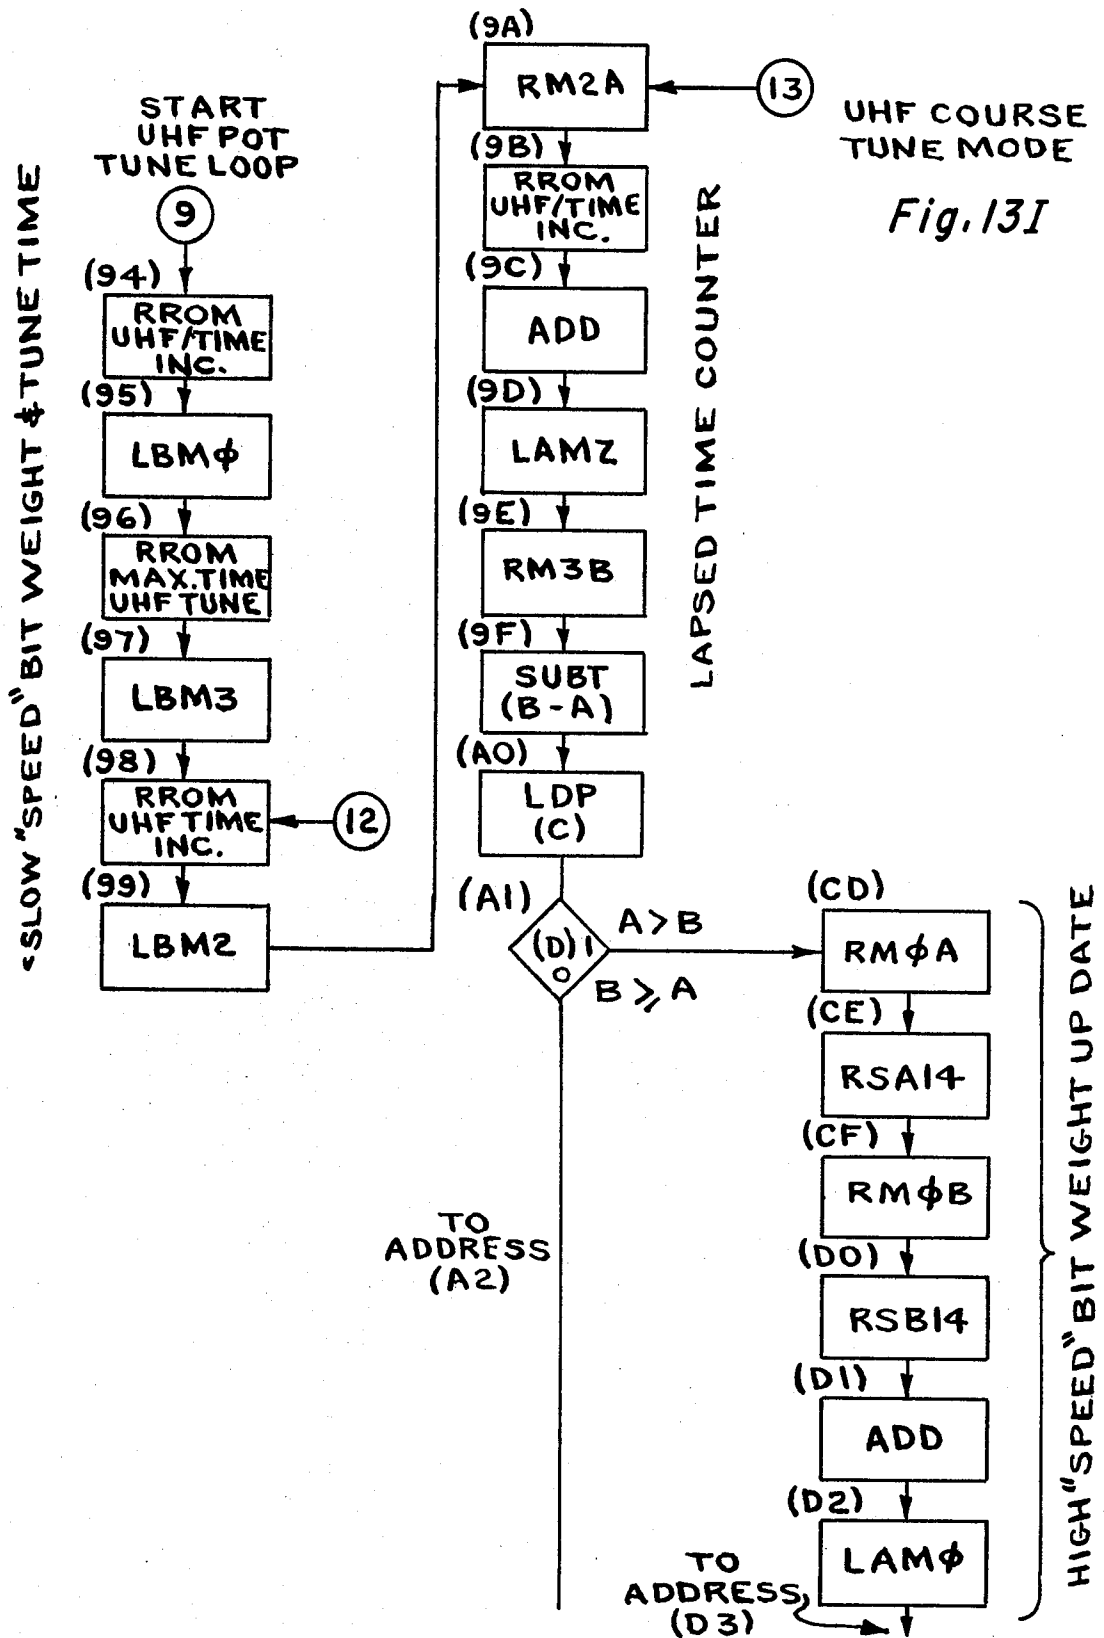 <SLOW "SPEED" BIT WEIGHT & TUNE TIME
START
UHF POT
TUNE LOOP
9
(94)
RROM
UHF/TIME
INC.
(95)
LBMφ
(96)
RROM
MAX.TIME
UHF TUNE
(97)
LBM3
(98)
RROM
UHF TIME
INC.
12
(99)
LBM2
(9A)
RM2A
13
(9B)
RROM
UHF/TIME
INC.
(9C)
ADD
(9D)
LAM2
(9E)
RM3B
(9F)
SUBT
(B-A)
(A0)
LDP
(C)
(A1)
(D) 1
0
A>B
B≥A
TO
ADDRESS
(A2)
LAPSED TIME COUNTER
UHF COURSE
TUNE MODE
Fig.13I
(CD)
RMφA
(CE)
RSA14
(CF)
RMφB
(D0)
RSB14
(D1)
ADD
(D2)
LAMφ
TO
ADDRESS
(D3)
HIGH "SPEED" BIT WEIGHT UP DATE